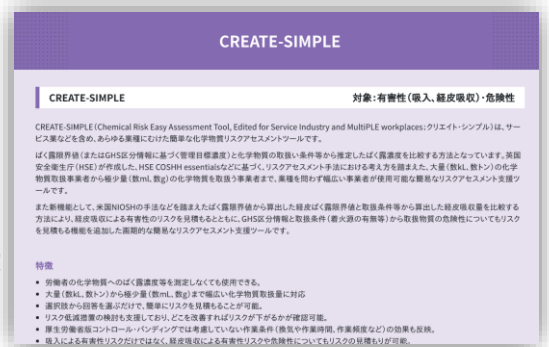 CREATE-SIMPLE
CREATE-SIMPLE 対象：有害性（吸入、経皮吸収）・危険性
CREATE-SIMPLE（Chemical Risk Easy Assessment Tool, Edited for Service Industry and MultiPLE workplaces：クリエイト・シンプル）は、サー
ビス業などを含め、あらゆる業種にむけた簡単な化学物質リスクアセスメントツールです。
ばく露限界値（またはGHS区分情報に基づく管理目標濃度）と化学物質の取扱い条件等から推定したばく露濃度を比較する方法となっています。英国
安全衛生庁（HSE）が作成した、HSE COSHH essentialsなどに基づく、リスクアセスメント手法における考え方を踏まえた、大量（数kL、数トン）の化学
物質取扱事業者から極少量（数ml、数g）の化学物質を取扱う事業者まで、業種を問わず幅広い事業者が使用可能な簡易なリスクアセスメント支援ツ
ールです。
また新機能として、米国NIOSHの手法などを踏まえたばく露限界値から算出した経皮ばく露限界値と取扱条件等から算出した経皮吸収量を比較する
方法により、経皮吸収による有害性のリスクを見積もるとともに、GHS区分情報と取扱条件（着火源の有無等）から取扱物質の危険性についてもリスク
を見積もる機能を追加した画期的な簡易なリスクアセスメント支援ツールです。
特徴
• 労働者の化学物質へのばく露濃度等を測定しなくても使用できる。
• 大量（数kL、数トン）から極少量（数mL、数g）まで幅広い化学物質取扱量に対応
• 選択肢から回答を選ぶだけで、簡単にリスクを見積もることが可能。
• リスク低減措置の検討も支援しており、どこを改善すればリスクが下がるかが確認可能。
• 厚生労働省版コントロール・バンディングでは考慮していない作業条件（換気や作業時間、作業頻度など）の効果も反映。
• 吸入による有害性リスクだけではなく、経皮吸収による有害性リスクや危険性についてもリスクの見積もりが可能。